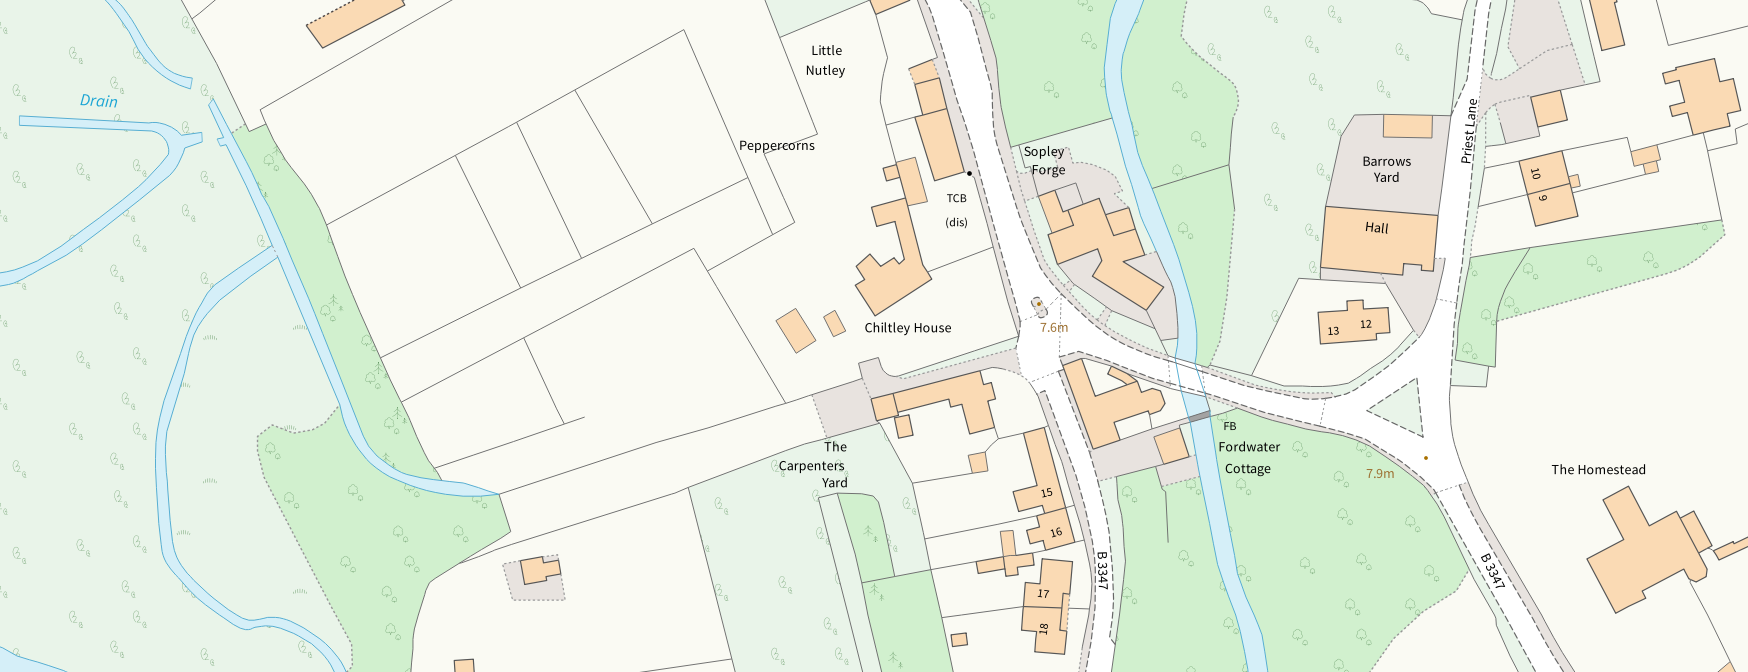 Little
Nutley
Drain
Peppercorns
Sopley
Forge
TCB
(dis)
Priest Lane
Barrows
Yard
10
9
Hall
Chiltley House
7.6m
13
12
FB
Fordwater
Cottage
The
Carpenters
Yard
7.9m
The Homestead
15
16
B 3347
B 3347
17
18